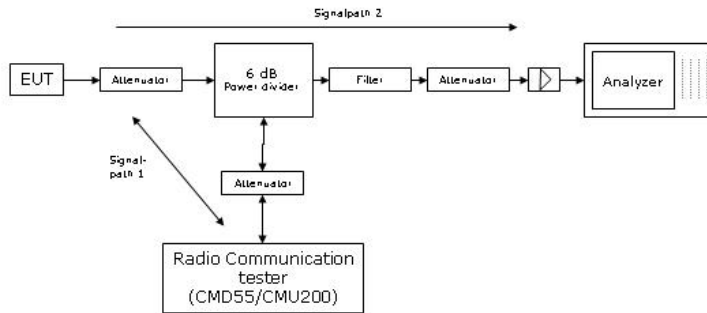 Signalpath 2
EUT
Attenuator
6 dB
Power divider
Filter
Attenuator
Analyzer
Signal-
path 1
Attenuator
Radio Communication
tester
(CMD55/CMU200)